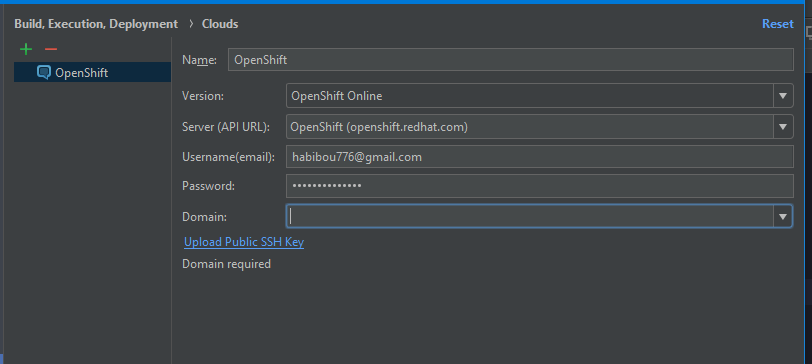 Build, Execution, Deployment › Clouds Reset
OpenShift
Name: OpenShift
Version: OpenShift Online
Server (API URL): OpenShift (openshift.redhat.com)
Username(email): habibou776@gmail.com
Password: ••••••••••••••
Domain:
Upload Public SSH Key
Domain required